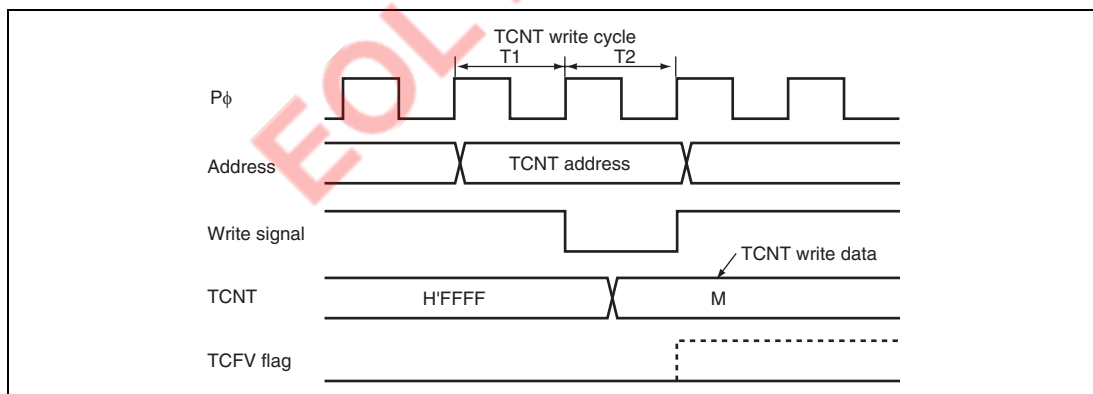 TCNT write cycle
T1 T2
Pϕ
Address TCNT address
Write signal
TCNT write data
TCNT H'FFFF M
TCFV flag
EOL